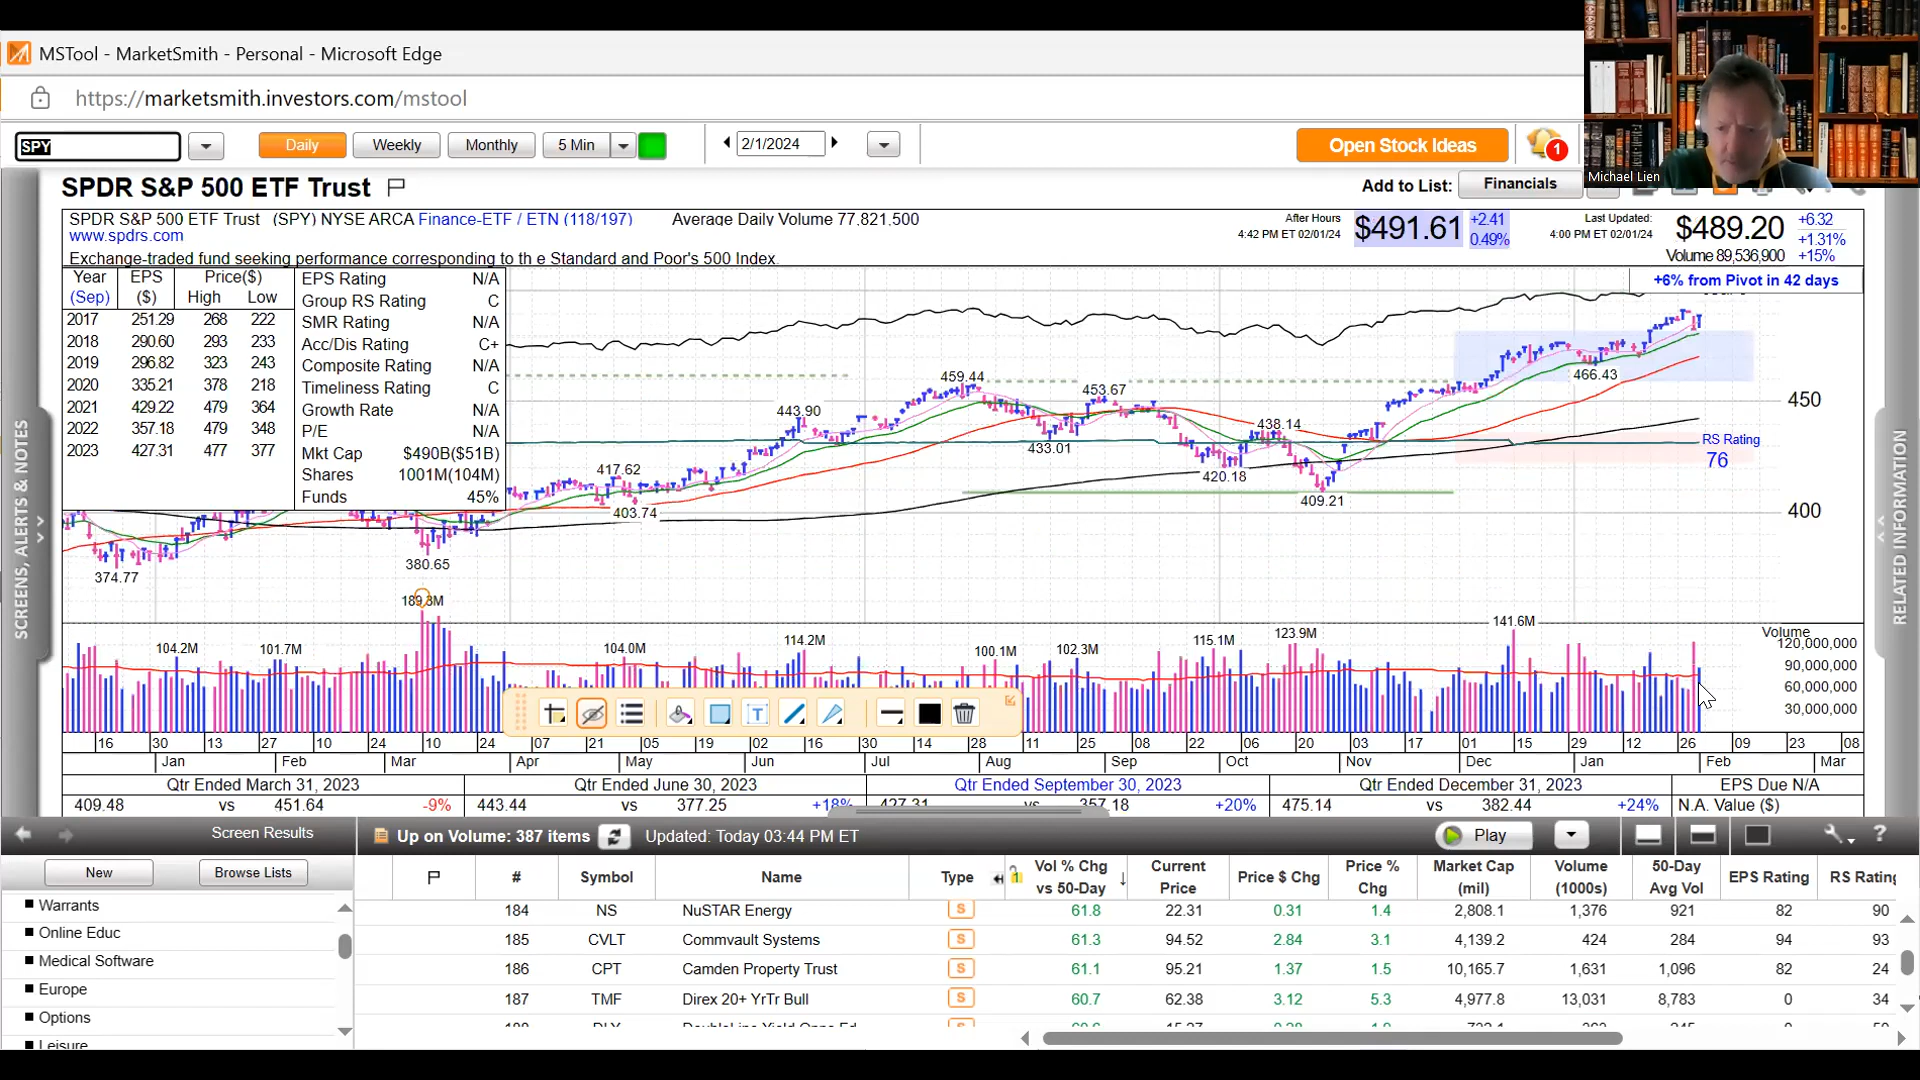 MSTool - MarketSmith - Personal - Microsoft Edge
https://marketsmith.investors.com/mstool
SPY
Daily
Weekly
Monthly
5 Min
2/1/2024
Open Stock Ideas
1
Michael Lien
SPDR S&P 500 ETF Trust
Add to List:
Financials
SPDR S&P 500 ETF Trust (SPY) NYSE ARCA Finance-ETF / ETN (118/197) Average Daily Volume 77,821,500
www.spdrs.com
Exchange-traded fund seeking performance corresponding to th e Standard and Poor's 500 Index.
After Hours
4:42 PM ET 02/01/24
$491.61
+2.41
0.49%
Last Updated:
4:00 PM ET 02/01/24
$489.20
+6.32
+1.31%
Volume 89,536,900 +15%
+6% from Pivot in 42 days
Year EPS Price($)
(Sep) ($) High Low
2017 251.29 268 222
2018 290.60 293 233
2019 296.82 323 243
2020 335.21 378 218
2021 429.22 479 364
2022 357.18 479 348
2023 427.31 477 377
EPS Rating N/A
Group RS Rating C
SMR Rating N/A
Acc/Dis Rating C+
Composite Rating N/A
Timeliness Rating C
Growth Rate N/A
P/E N/A
Mkt Cap $490B($51B)
Shares 1001M(104M)
Funds 45%
459.44
453.67
466.43
443.90
438.14
433.01
417.62
420.18
409.21
403.74
380.65
374.77
450
400
RS Rating
76
SCREENS, ALERTS & NOTES
RELATED INFORMATION
189.3M
104.2M
101.7M
104.0M
114.2M
100.1M
102.3M
115.1M
123.9M
141.6M
Volume
120,000,000
90,000,000
60,000,000
30,000,000
T
16 30 13 27 10 24 10 24 07 21 05 19 02 16 30 14 28 11 25 08 22 06 20 03 17 01 15 29 12 26 09 23 08
Jan Feb Mar Apr May Jun Jul Aug Sep Oct Nov Dec Jan Feb Mar
Qtr Ended March 31, 2023 Qtr Ended June 30, 2023 Qtr Ended September 30, 2023 Qtr Ended December 31, 2023 EPS Due N/A
409.48 vs 451.64 -9% 443.44 vs 377.25 +18% 427.31 vs 357.18 +20% 475.14 vs 382.44 +24% N.A. Value ($)
Screen Results
Up on Volume: 387 items
Updated: Today 03:44 PM ET
Play
?
New
Browse Lists
Warrants
Online Educ
Medical Software
Europe
Options
Leisure
# Symbol Name Type Vol % Chg vs 50-Day Current Price Price $ Chg Price % Chg Market Cap (mil) Volume (1000s) 50-Day Avg Vol EPS Rating RS Rating
184 NS NuSTAR Energy S 61.8 22.31 0.31 1.4 2,808.1 1,376 921 82 90
185 CVLT Commvault Systems S 61.3 94.52 2.84 3.1 4,139.2 424 284 94 93
186 CPT Camden Property Trust S 61.1 95.21 1.37 1.5 10,165.7 1,631 1,096 82 24
187 TMF Direx 20+ YrTr Bull S 60.7 62.38 3.12 5.3 4,977.8 13,031 8,783 0 34